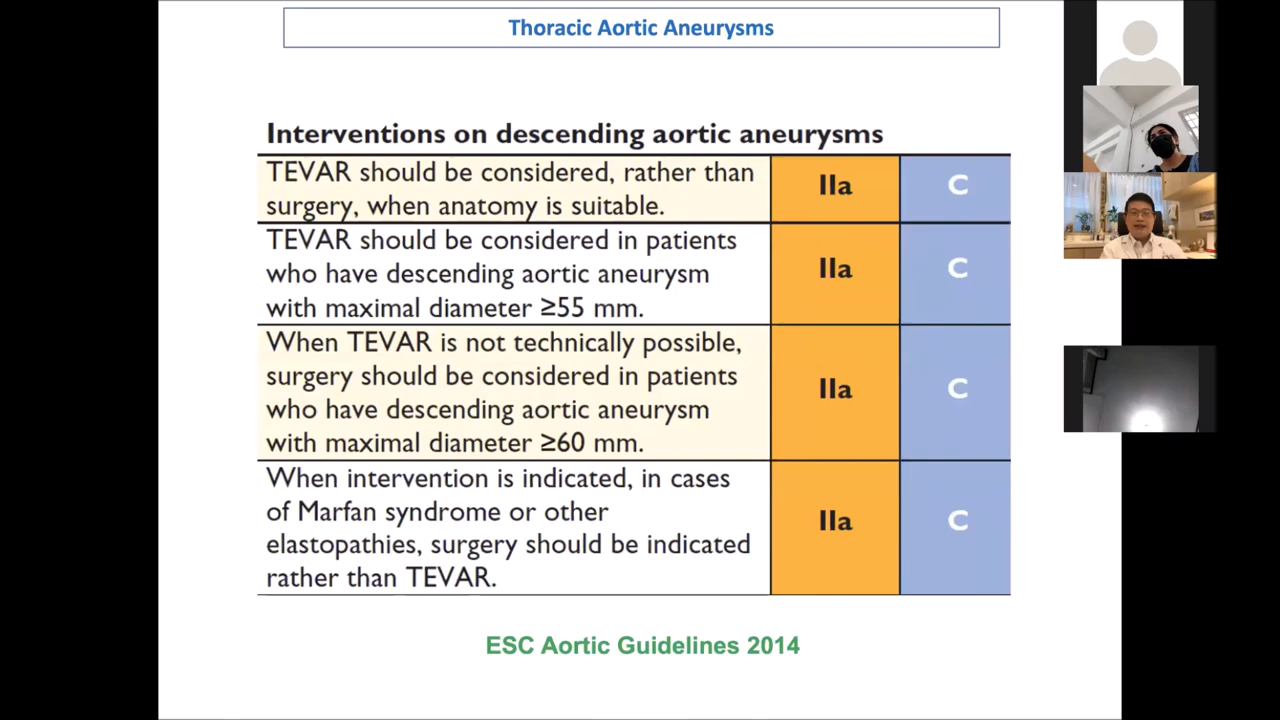 Thoracic Aortic Aneurysms
Interventions on descending aortic aneurysms
TEVAR should be considered, rather than
surgery, when anatomy is suitable.
IIa
C
TEVAR should be considered in patients
who have descending aortic aneurysm
with maximal diameter ≥55 mm.
IIa
C
When TEVAR is not technically possible,
surgery should be considered in patients
who have descending aortic aneurysm
with maximal diameter ≥60 mm.
IIa
C
When intervention is indicated, in cases
of Marfan syndrome or other
elastopathies, surgery should be indicated
rather than TEVAR.
IIa
C
ESC Aortic Guidelines 2014